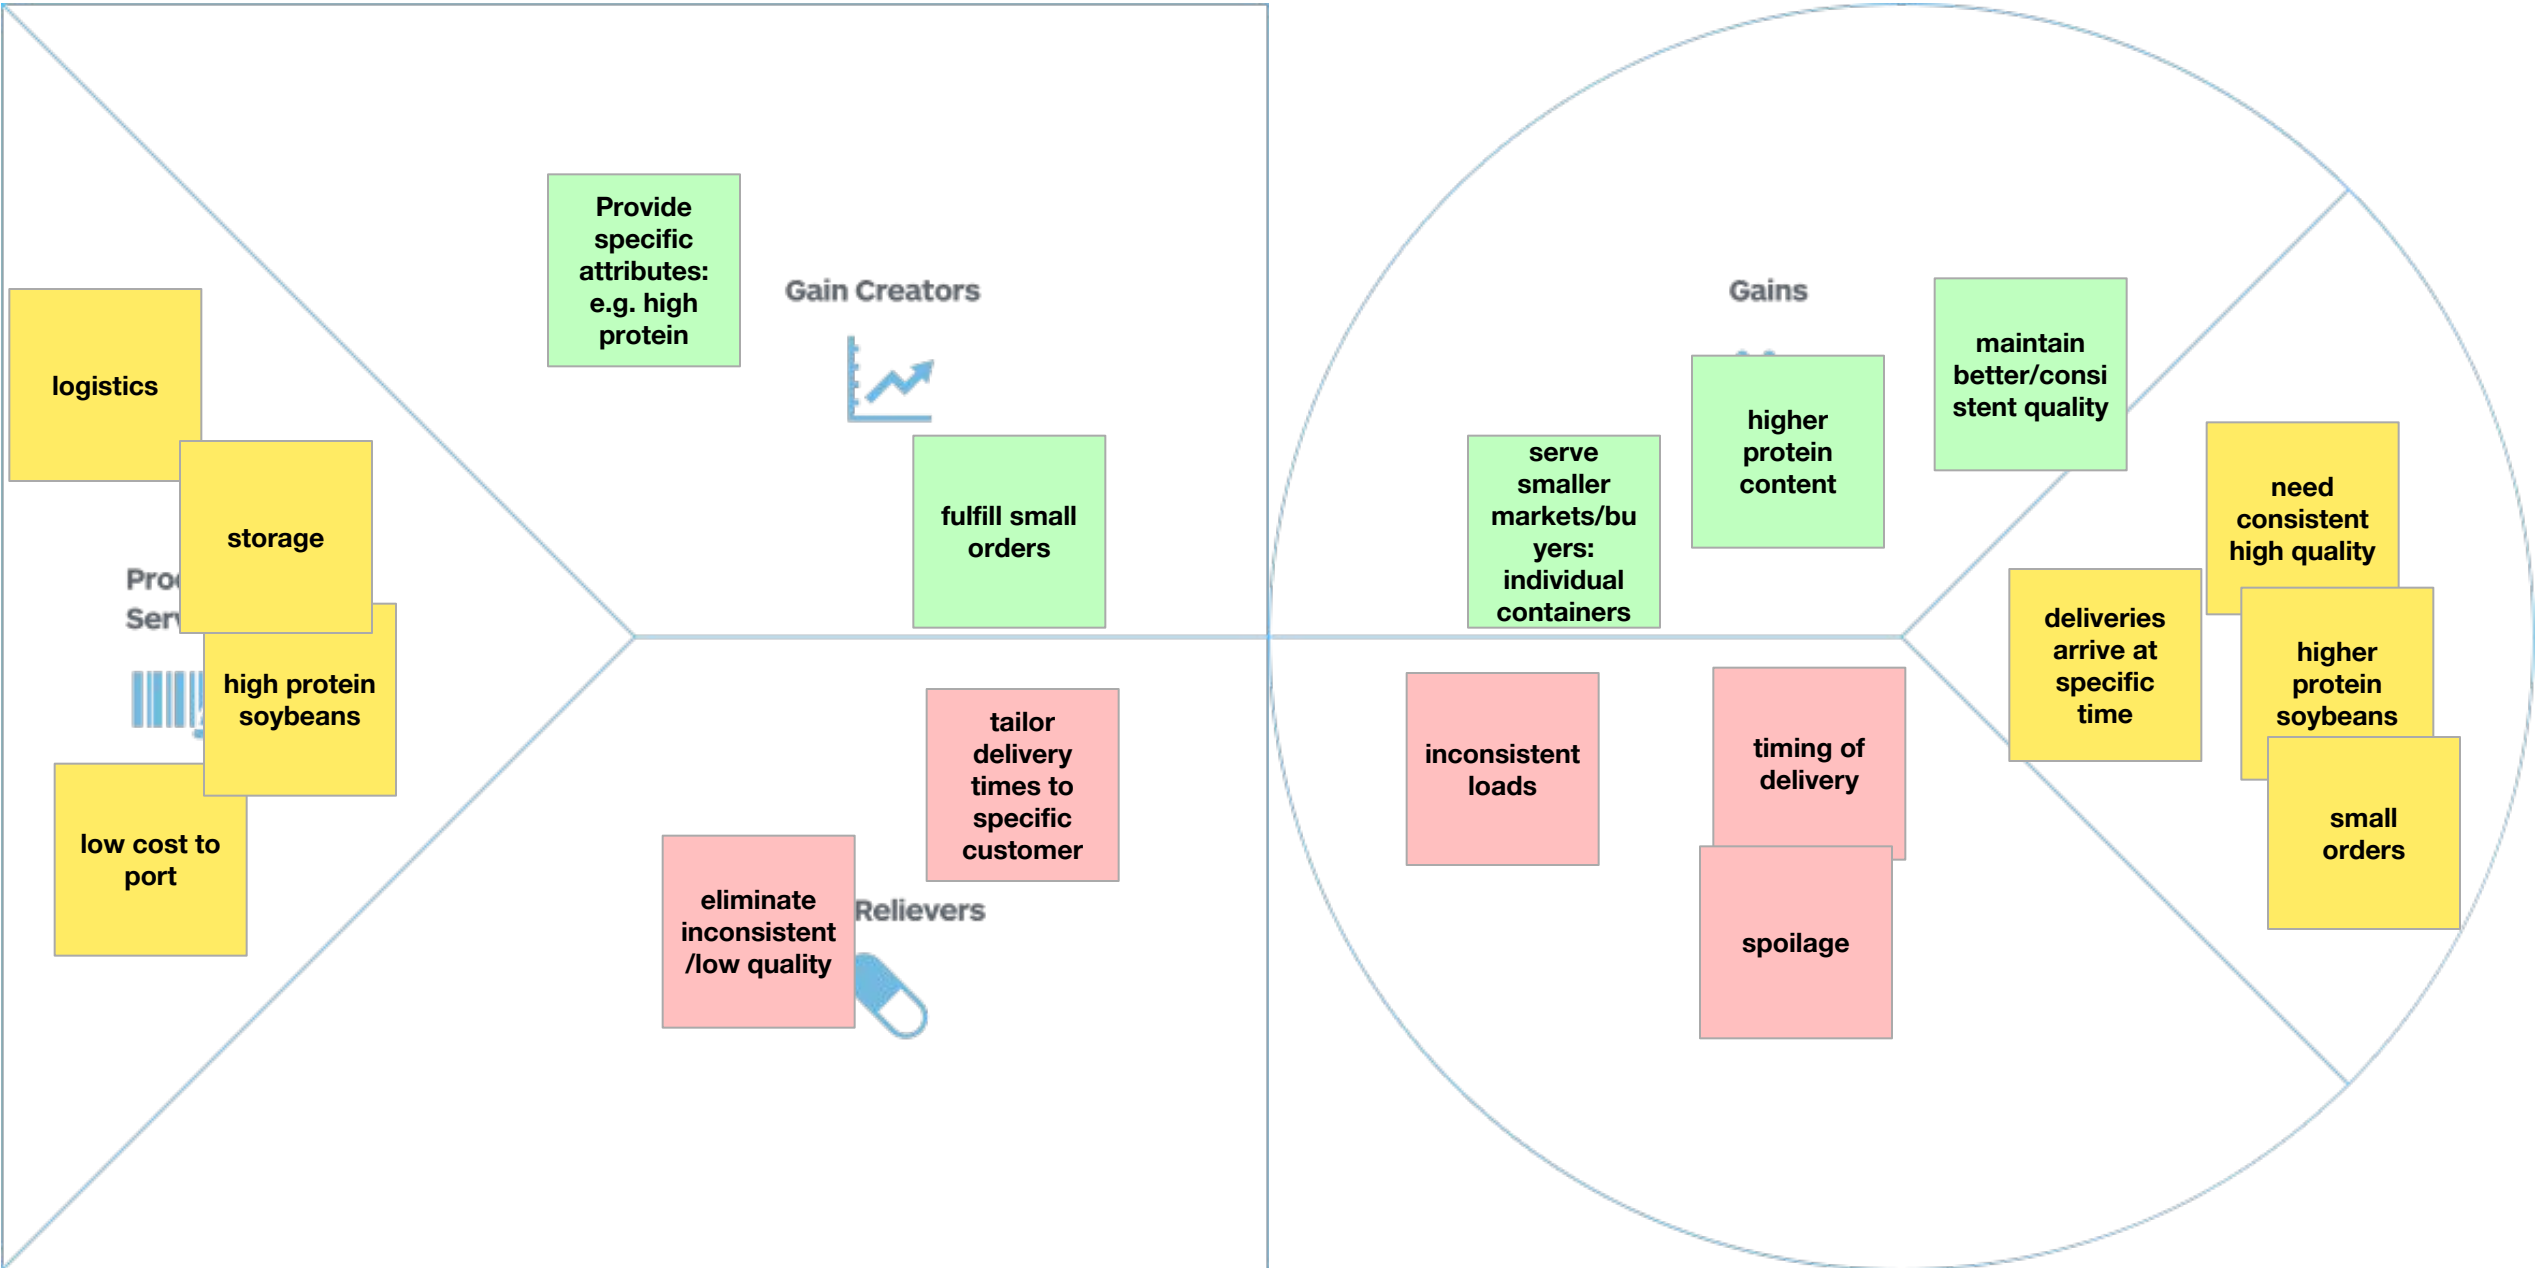 logistics
storage
Pro
Ser
high protein
soybeans
low cost to
port
Provide
specific
attributes:
e.g. high
protein
Gain Creators
fulfill small
orders
tailor
delivery
times to
specific
customer
eliminate
inconsistent
/low quality
Relievers
Gains
serve
smaller
markets/bu
yers:
individual
containers
higher
protein
content
maintain
better/consi
stent quality
inconsistent
loads
timing of
delivery
spoilage
need
consistent
high quality
deliveries
arrive at
specific
time
higher
protein
soybeans
small
orders